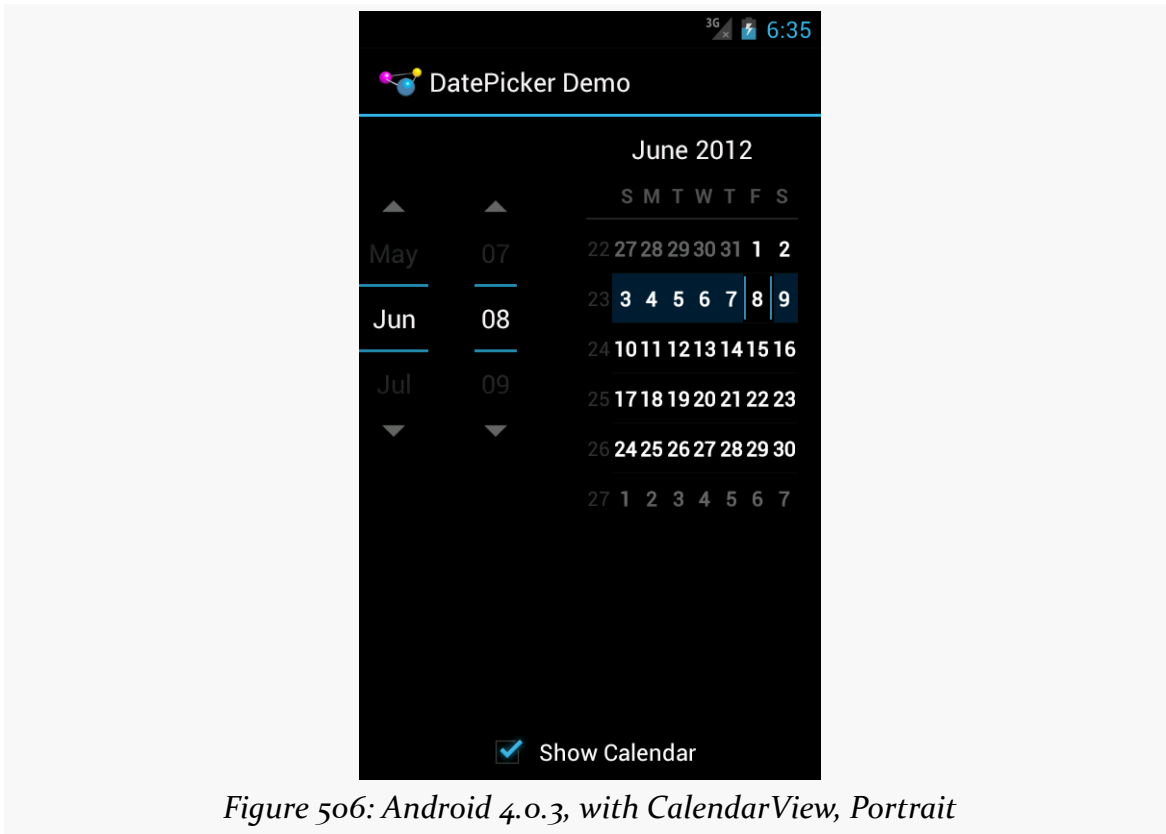 3G 6:35
DatePicker Demo
June 2012
S M T W T F S
May 07
Jun 08
Jul 09
22 27 28 29 30 31 1 2
23 3 4 5 6 7 8 9
24 10 11 12 13 14 15 16
25 17 18 19 20 21 22 23
26 24 25 26 27 28 29 30
27 1 2 3 4 5 6 7
Show Calendar
Figure 506: Android 4.0.3, with CalendarView, Portrait